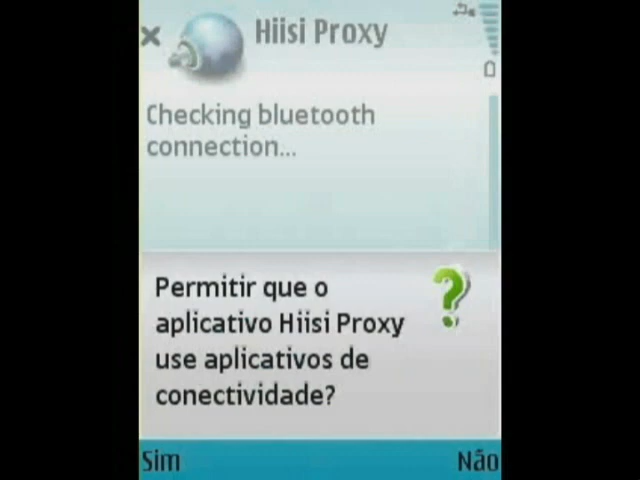 Hiisi Proxy
Checking bluetooth
connection...
Permitir que o
aplicativo Hiisi Proxy
use aplicativos de
conectividade?
Sim
Não